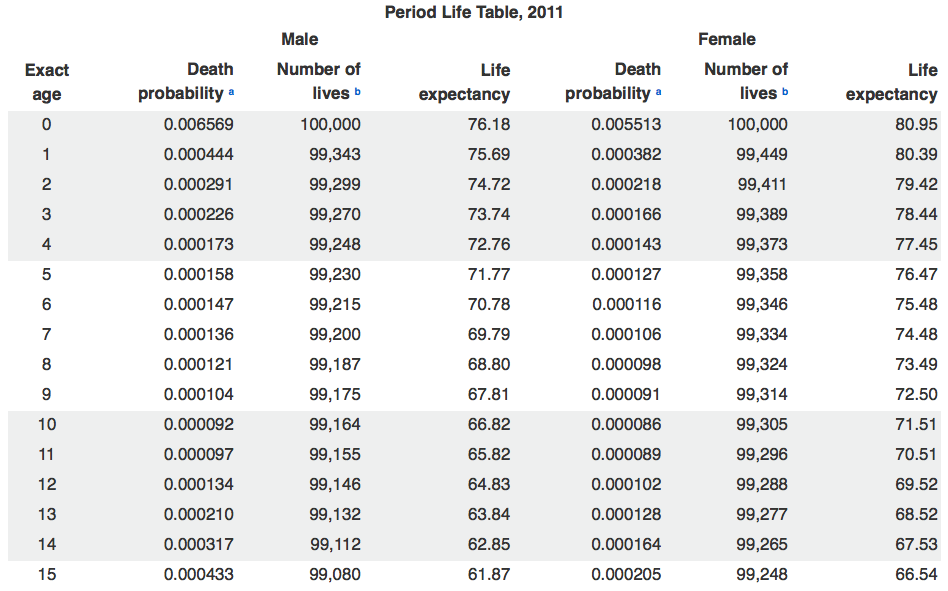 Period Life Table, 2011
Male Female
Exact Death Number of Life Death Number of Life
age probability a lives b expectancy probability a lives b expectancy
0 0.006569 100,000 76.18 0.005513 100,000 80.95
1 0.000444 99,343 75.69 0.000382 99,449 80.39
2 0.000291 99,299 74.72 0.000218 99,411 79.42
3 0.000226 99,270 73.74 0.000166 99,389 78.44
4 0.000173 99,248 72.76 0.000143 99,373 77.45
5 0.000158 99,230 71.77 0.000127 99,358 76.47
6 0.000147 99,215 70.78 0.000116 99,346 75.48
7 0.000136 99,200 69.79 0.000106 99,334 74.48
8 0.000121 99,187 68.80 0.000098 99,324 73.49
9 0.000104 99,175 67.81 0.000091 99,314 72.50
10 0.000092 99,164 66.82 0.000086 99,305 71.51
11 0.000097 99,155 65.82 0.000089 99,296 70.51
12 0.000134 99,146 64.83 0.000102 99,288 69.52
13 0.000210 99,132 63.84 0.000128 99,277 68.52
14 0.000317 99,112 62.85 0.000164 99,265 67.53
15 0.000433 99,080 61.87 0.000205 99,248 66.54